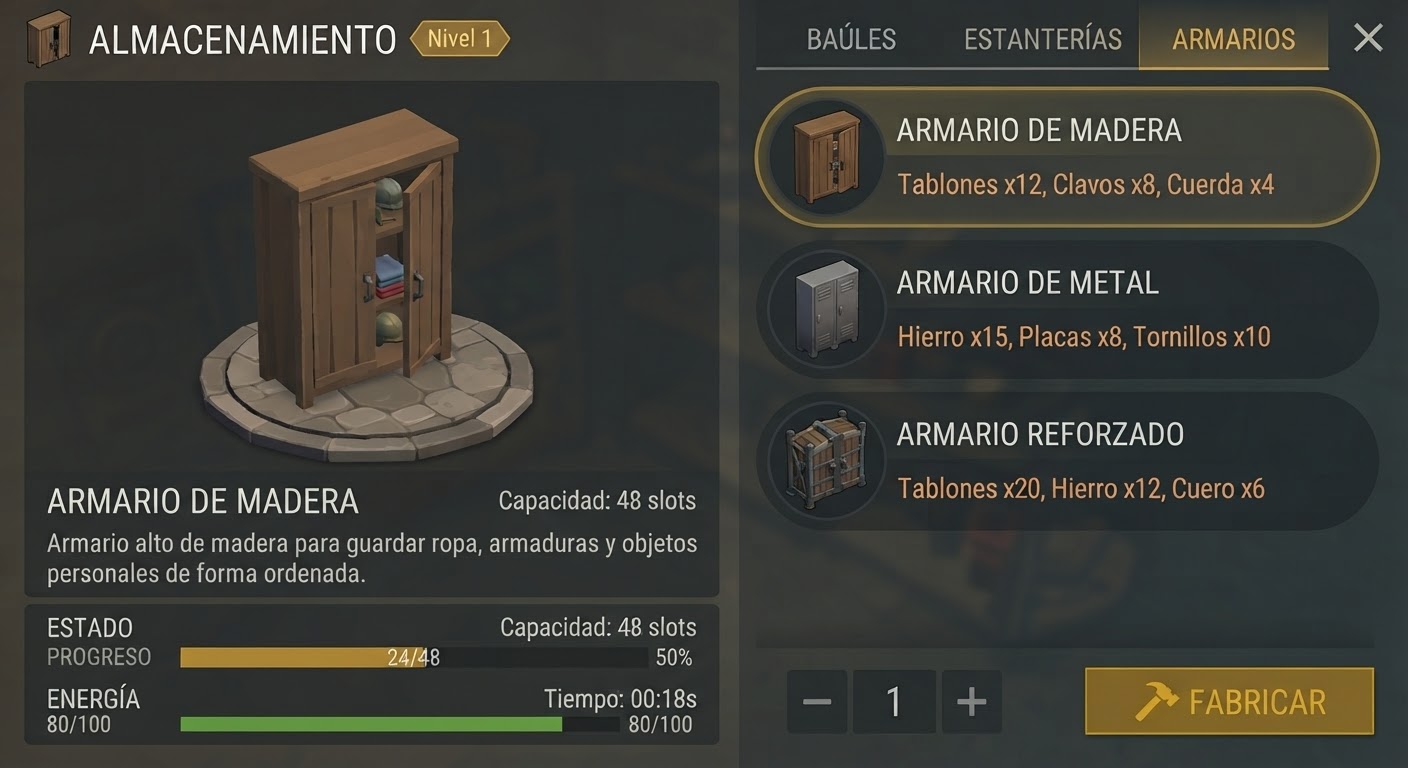 ALMACENAMIENTO
Nivel 1
BAÚLES
ESTANTERÍAS
ARMARIOS
ARMARIO DE MADERA
Capacidad: 48 slots
Armario alto de madera para guardar ropa, armaduras y objetos
personales de forma ordenada.
ESTADO
Capacidad: 48 slots
PROGRESO
24/48
50%
ENERGÍA
Tiempo: 00:18s
80/100
80/100
ARMARIO DE MADERA
Tablones x12, Clavos x8, Cuerda x4
ARMARIO DE METAL
Hierro x15, Placas x8, Tornillos x10
ARMARIO REFORZADO
Tablones x20, Hierro x12, Cuero x6
1
FABRICAR